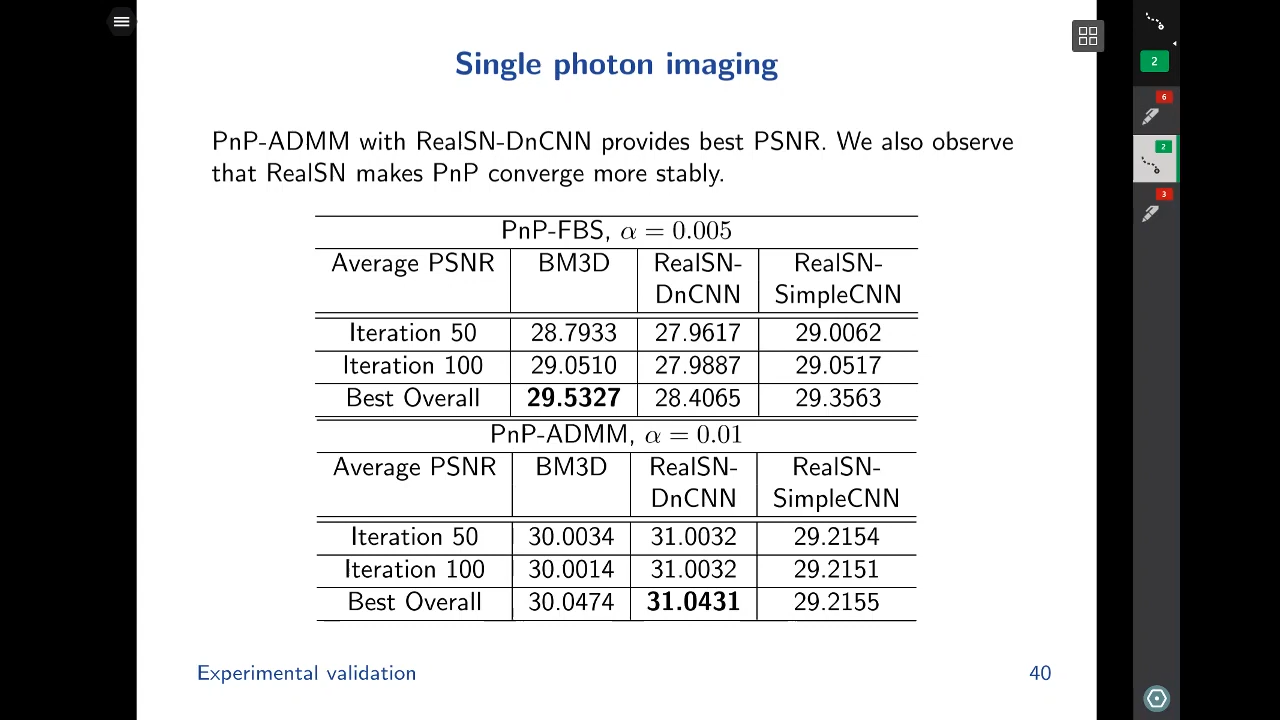 Single photon imaging
PnP-ADMM with RealSN-DnCNN provides best PSNR. We also observe
that RealSN makes PnP converge more stably.
PnP-FBS, α = 0.005
Average PSNR BM3D RealSN- RealSN-
DnCNN SimpleCNN
Iteration 50 28.7933 27.9617 29.0062
Iteration 100 29.0510 27.9887 29.0517
Best Overall 29.5327 28.4065 29.3563
PnP-ADMM, α = 0.01
Average PSNR BM3D RealSN- RealSN-
DnCNN SimpleCNN
Iteration 50 30.0034 31.0032 29.2154
Iteration 100 30.0014 31.0032 29.2151
Best Overall 30.0474 31.0431 29.2155
Experimental validation 40
2
6
2
3